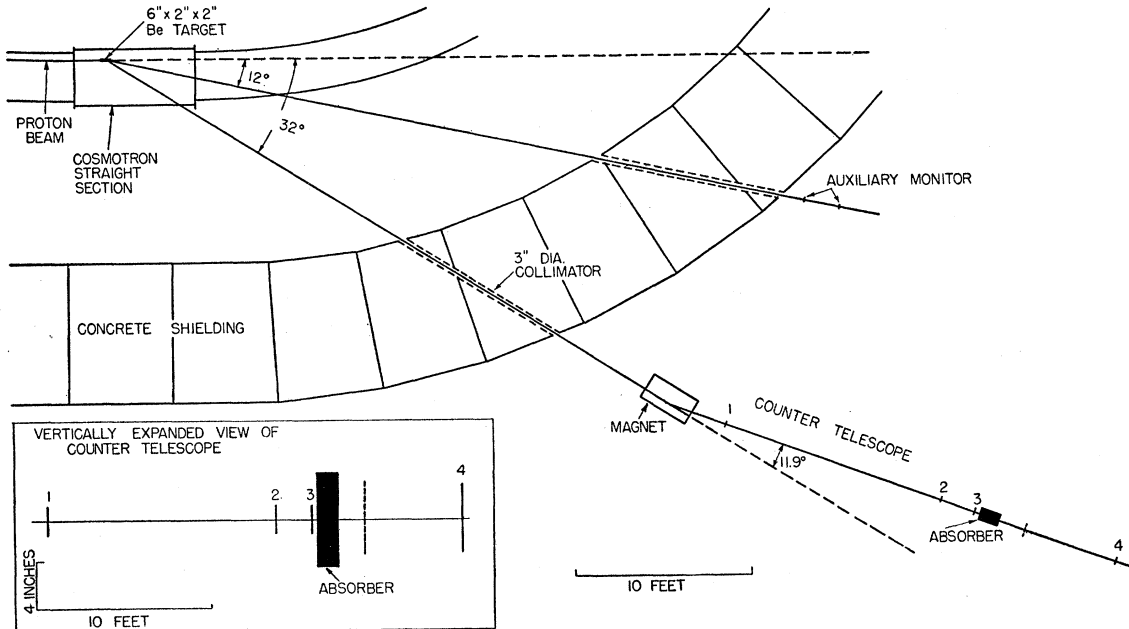 6" x 2" x 2"
Be TARGET
12°
32°
PROTON
BEAM
COSMOTRON
STRAIGHT
SECTION
AUXILIARY MONITOR
3" DIA.
COLLIMATOR
CONCRETE SHIELDING
MAGNET
1
COUNTER TELESCOPE
11.9°
2
3
ABSORBER
4
10 FEET
VERTICALLY EXPANDED VIEW OF
COUNTER TELESCOPE
1
2
3
4
4 INCHES
ABSORBER
10 FEET